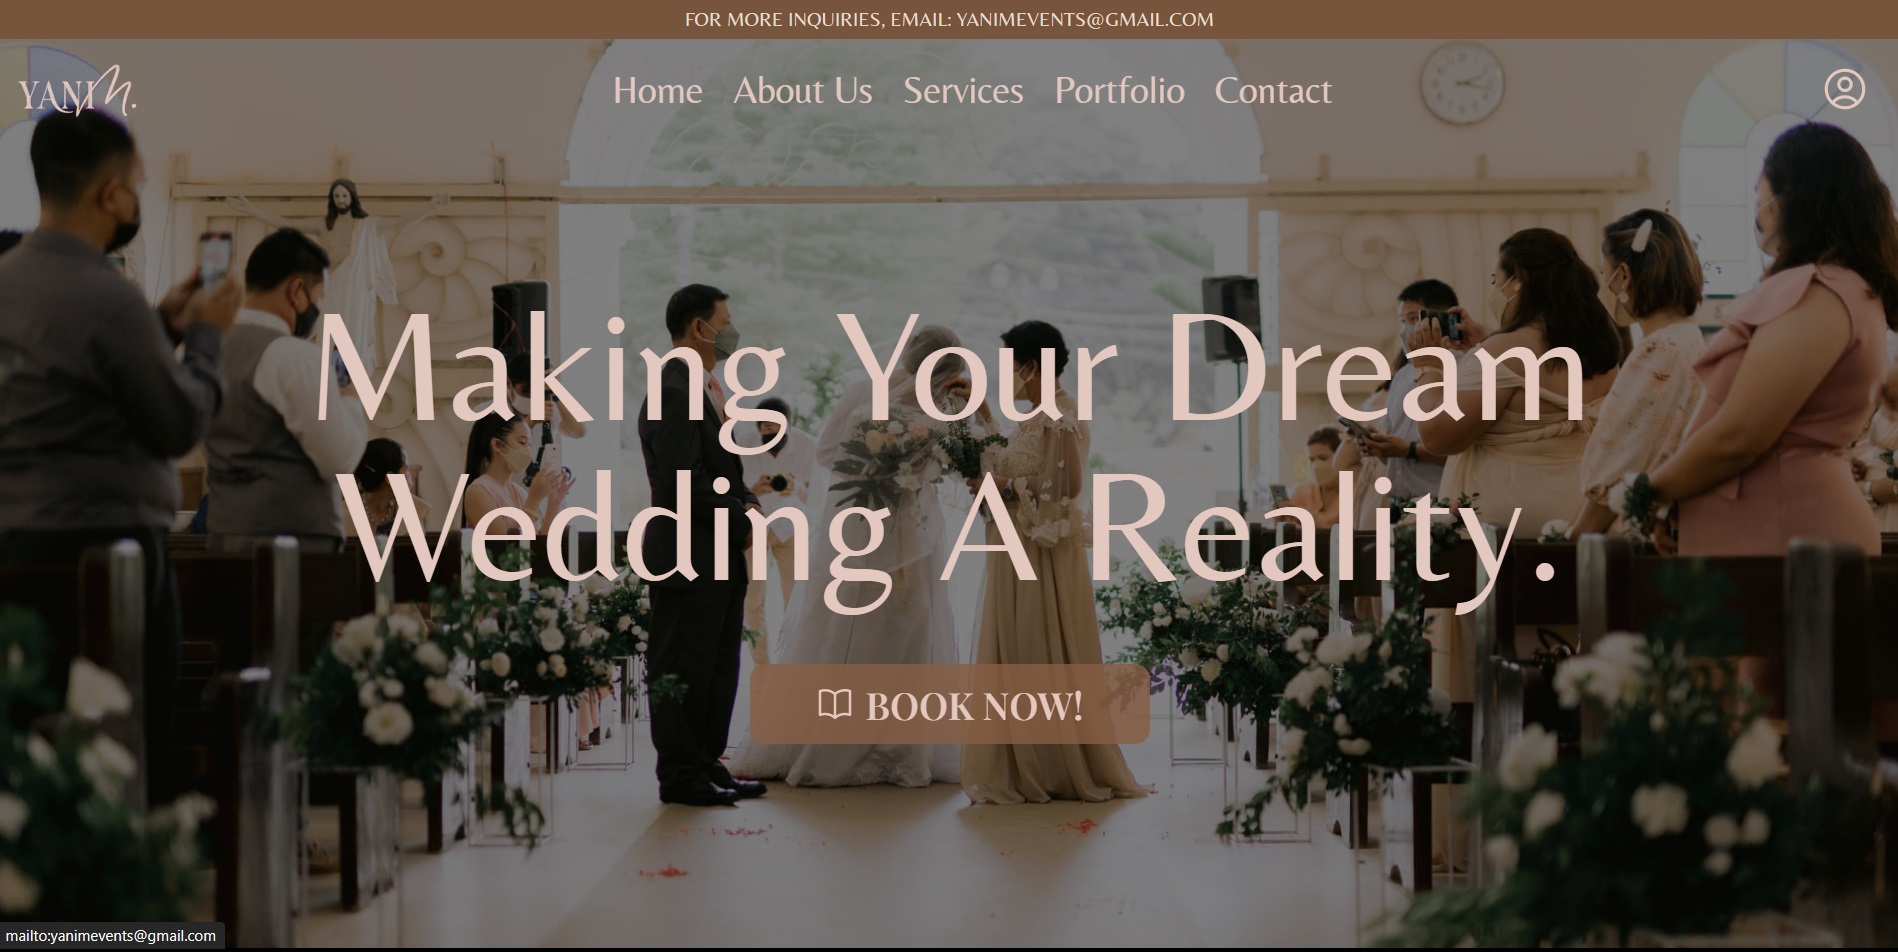 FOR MORE INQUIRIES, EMAIL: YANIMEVENTS@GMAIL.COM
YANI M.
Home About Us Services Portfolio Contact
Making Your Dream
Wedding A Reality.
BOOK NOW!
mailto:yanimevents@gmail.com